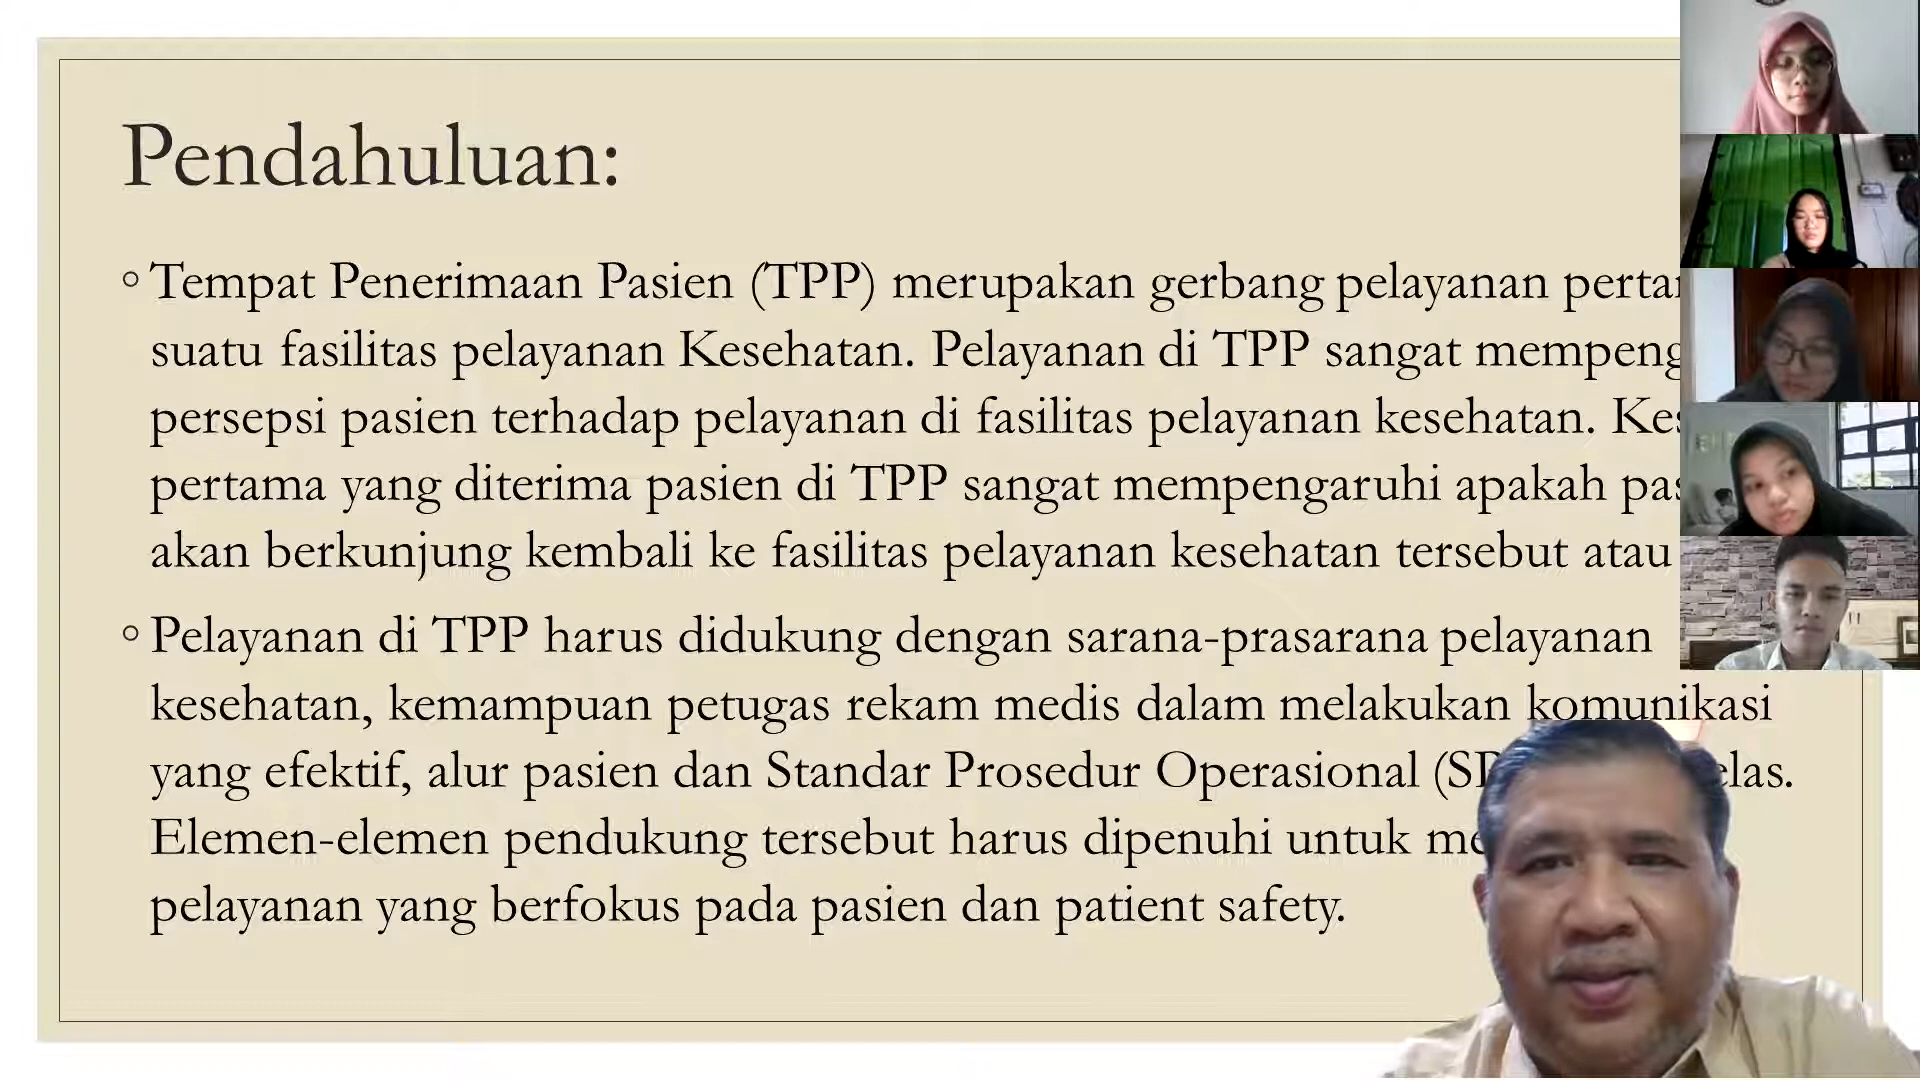 Pendahuluan:
Tempat Penerimaan Pasien (TPP) merupakan gerbang pelayanan
suatu fasilitas pelayanan Kesehatan. Pelayanan di TPP sangat
persepsi pasien terhadap pelayanan di fasilitas pelayanan kesehatan.
pertama yang diterima pasien di TPP sangat mempengaruhi apakah
akan berkunjung kembali ke fasilitas pelayanan kesehatan tersebut atau
Pelayanan di TPP harus didukung dengan sarana-prasarana pelayanan
kesehatan, kemampuan petugas rekam medis dalam melakukan komunikasi
yang efektif, alur pasien dan Standar Prosedur Operasional
Elemen-elemen pendukung tersebut harus dipenuhi untuk
pelayanan yang berfokus pada pasien dan patient safety.